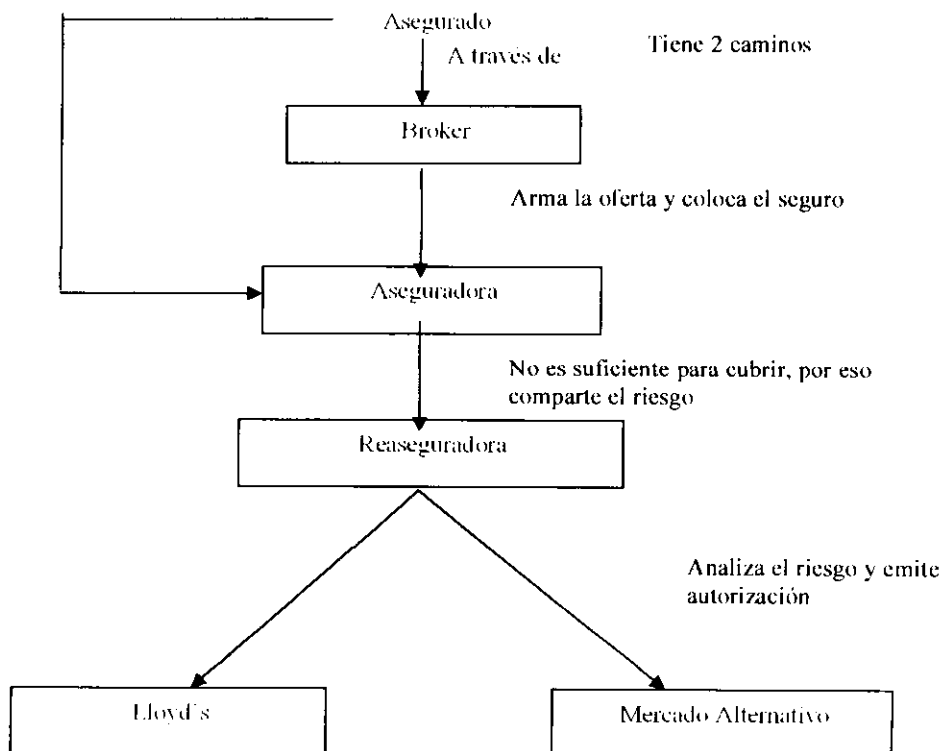 Asegurado
Tiene 2 caminos
A través de
Broker
Arma la oferta y coloca el seguro
Aseguradora
No es suficiente para cubrir, por eso
comparte el riesgo
Reaseguradora
Analiza el riesgo y emite
autorización
Lloyd´s
Mercado Alternativo